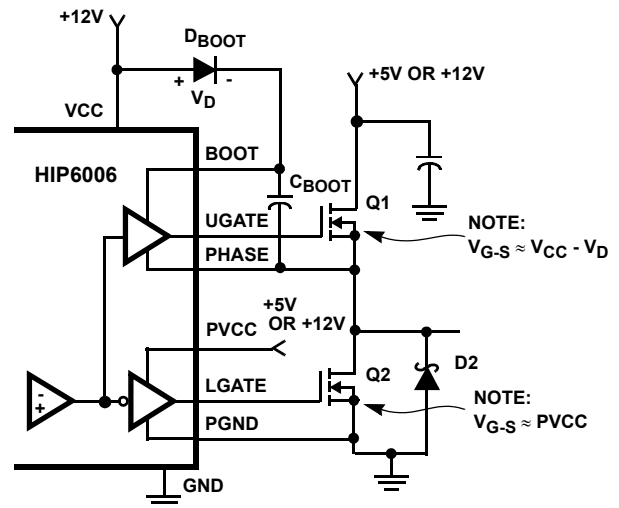 +12V
DBOOT
+ -
VD
+5V OR +12V
VCC
BOOT
HIP6006
CBOOT
Q1
UGATE
NOTE:
VG-S ≈ VCC - VD
PHASE
+5V
OR +12V
PVCC
D2
LGATE
Q2
- +
NOTE:
VG-S ≈ PVCC
PGND
GND